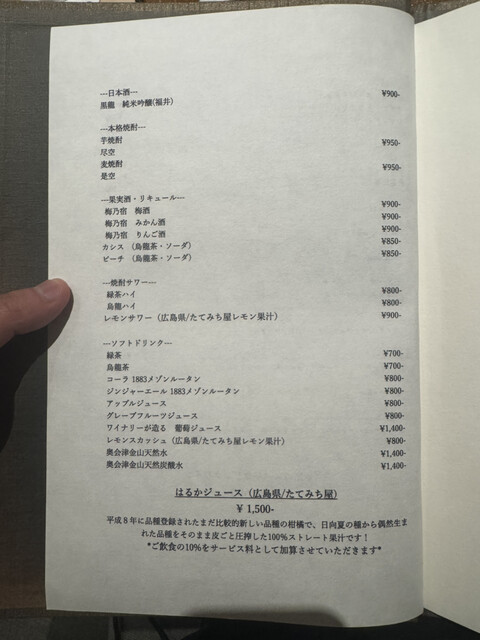 ---日本酒---
黒龍　純米吟醸(福井) ¥900-
---本格焼酎---
芋焼酎 ¥950-
尽空
麦焼酎 ¥950-
是空
---果実酒・リキュール---
梅乃宿　梅酒 ¥900-
梅乃宿　みかん酒 ¥900-
梅乃宿　りんご酒 ¥900-
カシス　(烏龍茶・ソーダ) ¥850-
ピーチ　(烏龍茶・ソーダ) ¥850-
---焼酎サワー---
緑茶ハイ ¥800-
烏龍ハイ ¥800-
レモンサワー（広島県/たてみち屋レモン果汁） ¥900-
---ソフトドリンク---
緑茶 ¥700-
烏龍茶 ¥700-
コーラ 1883メゾンルータン ¥800-
ジンジャーエール 1883メゾンルータン ¥800-
アップルジュース ¥800-
グレープフルーツジュース ¥800-
ワイナリーが造る　葡萄ジュース ¥1,400-
レモンスカッシュ（広島県/たてみち屋レモン果汁） ¥800-
奥会津金山天然水 ¥1,400-
奥会津金山天然炭酸水 ¥1,400-
はるかジュース（広島県/たてみち屋）
¥ 1,500-
平成８年に品種登録されたまだ比較的新しい品種の柑橘で、日向夏の種から偶然生ま
れた品種をそのまま皮ごと圧搾した100％ストレート果汁です！
*ご飲食の10%をサービス料として加算させていただきます*